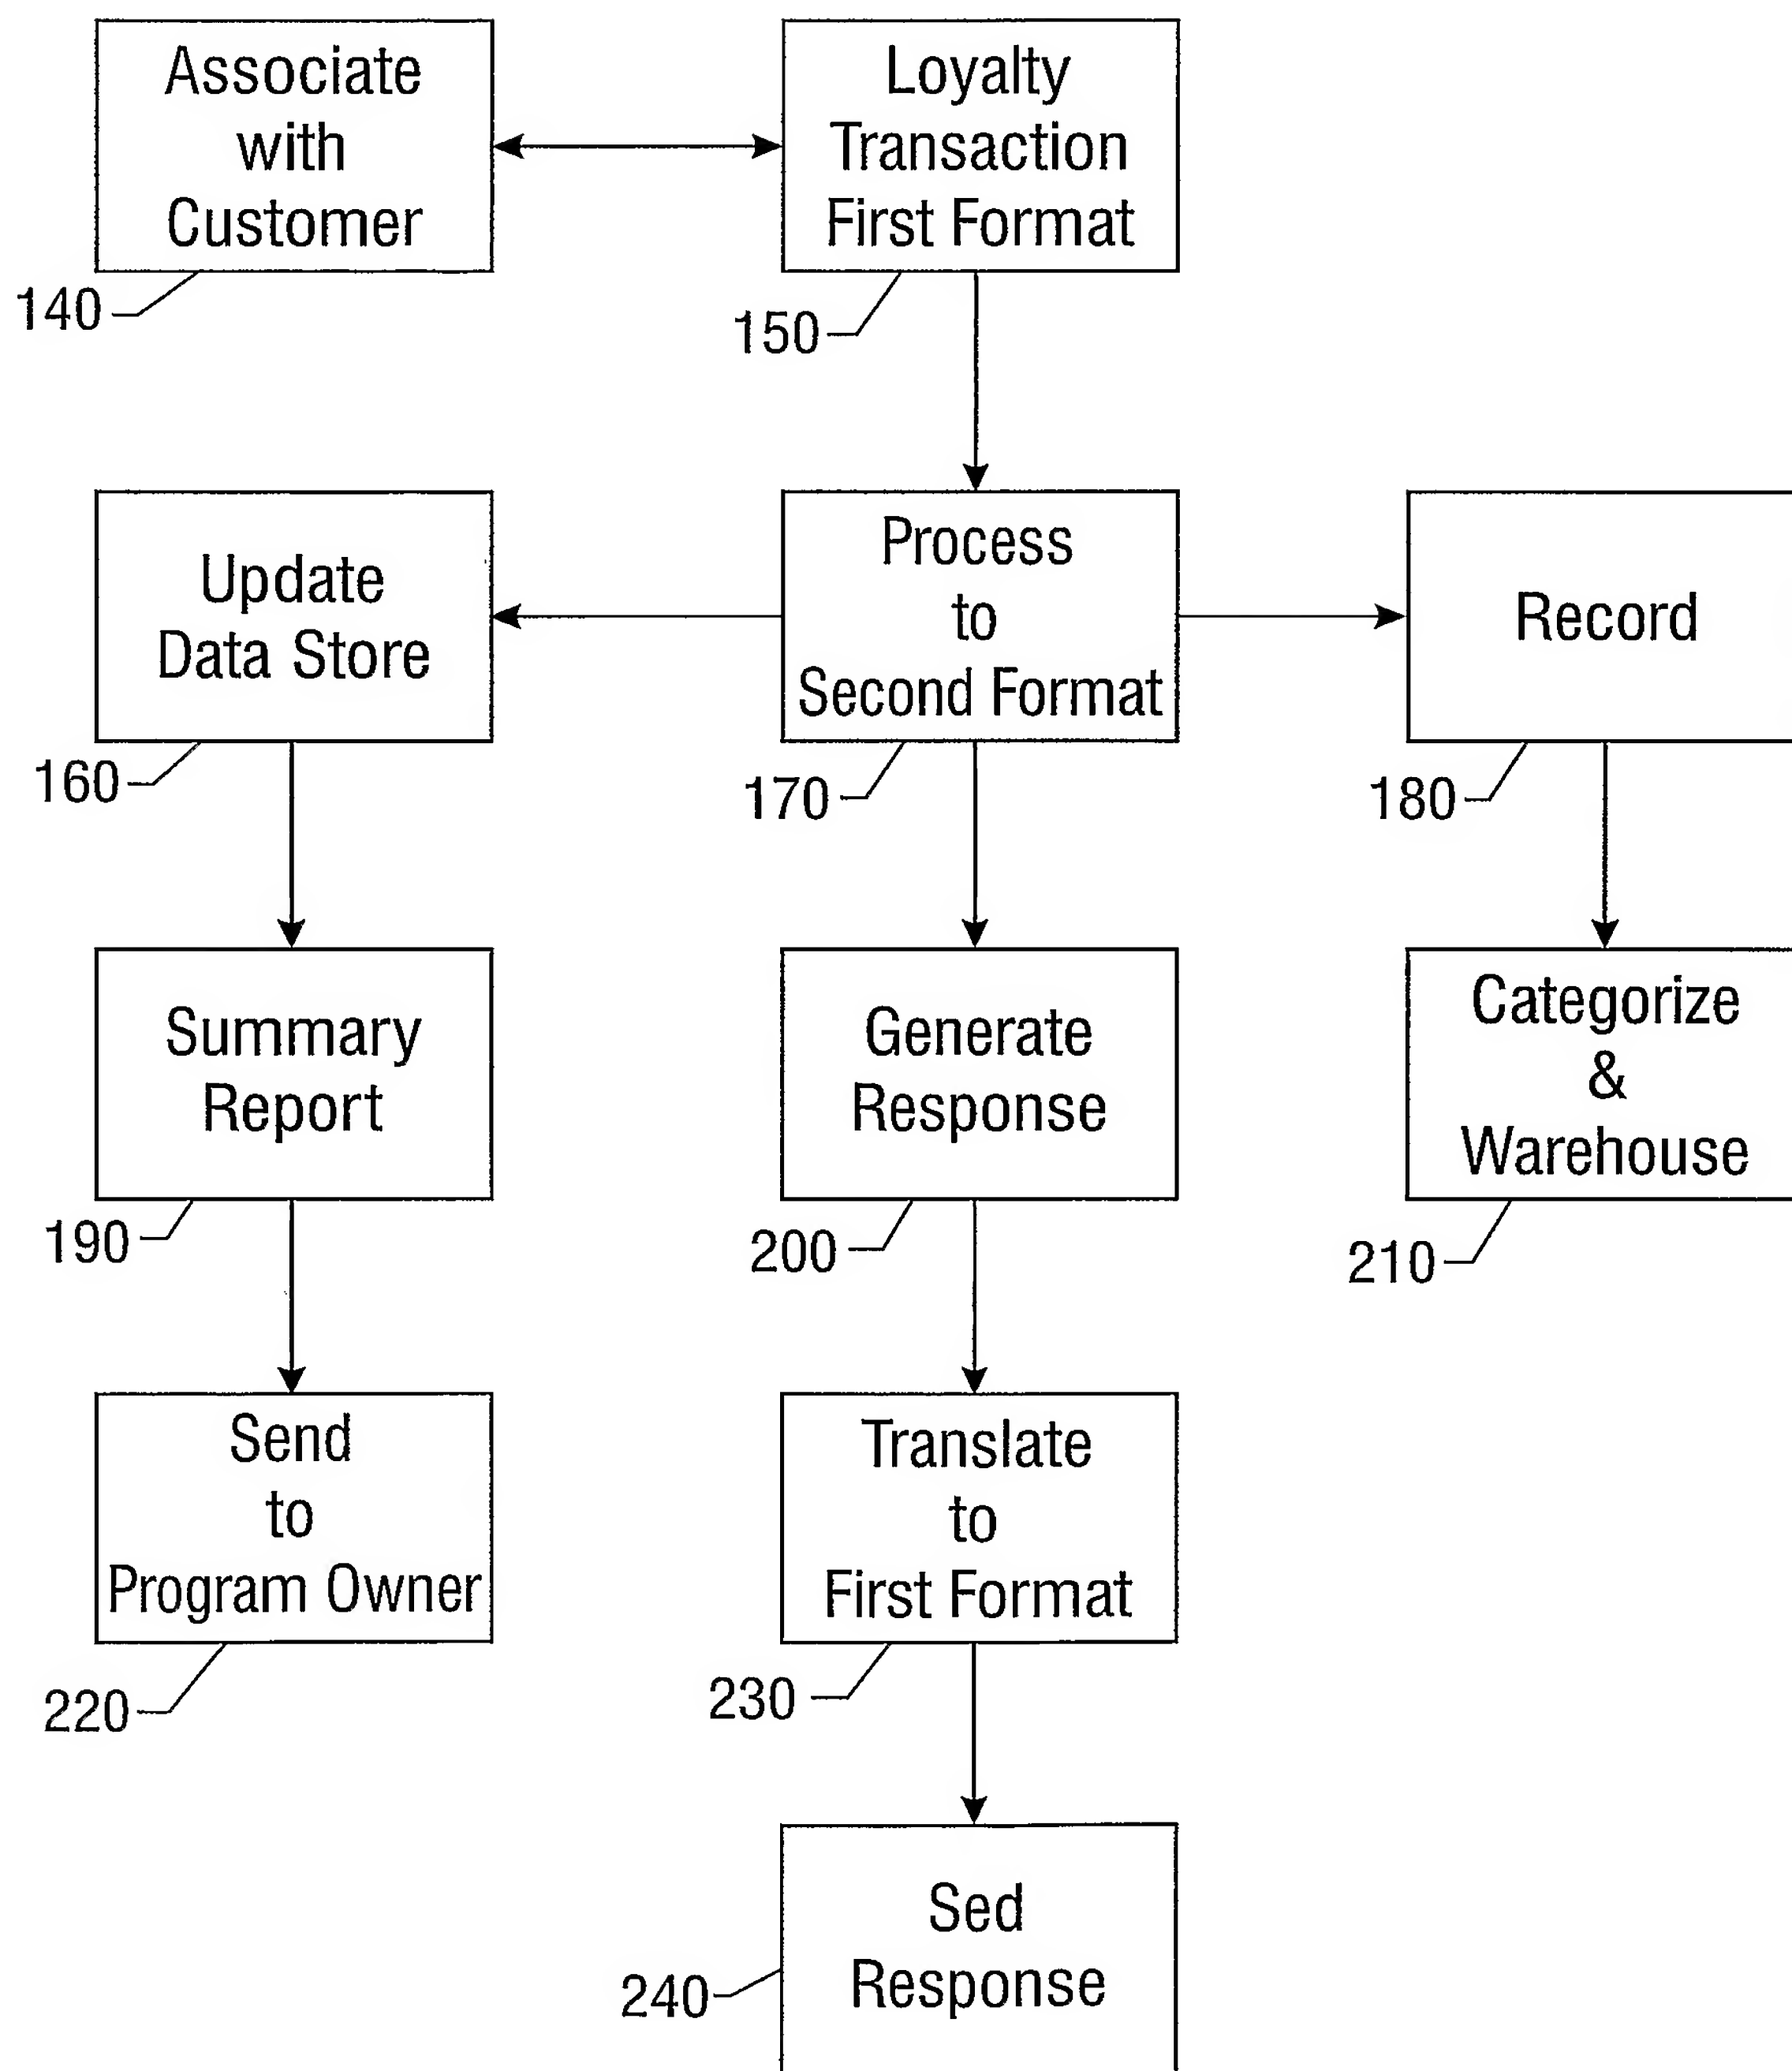 Associate
with
Customer
140
Loyalty
Transaction
First Format
150
Update
Data Store
160
Process
to
Second Format
170
Record
180
Summary
Report
190
Generate
Response
200
Categorize
&
Warehouse
210
Send
to
Program Owner
220
Translate
to
First Format
230
Sed
Response
240